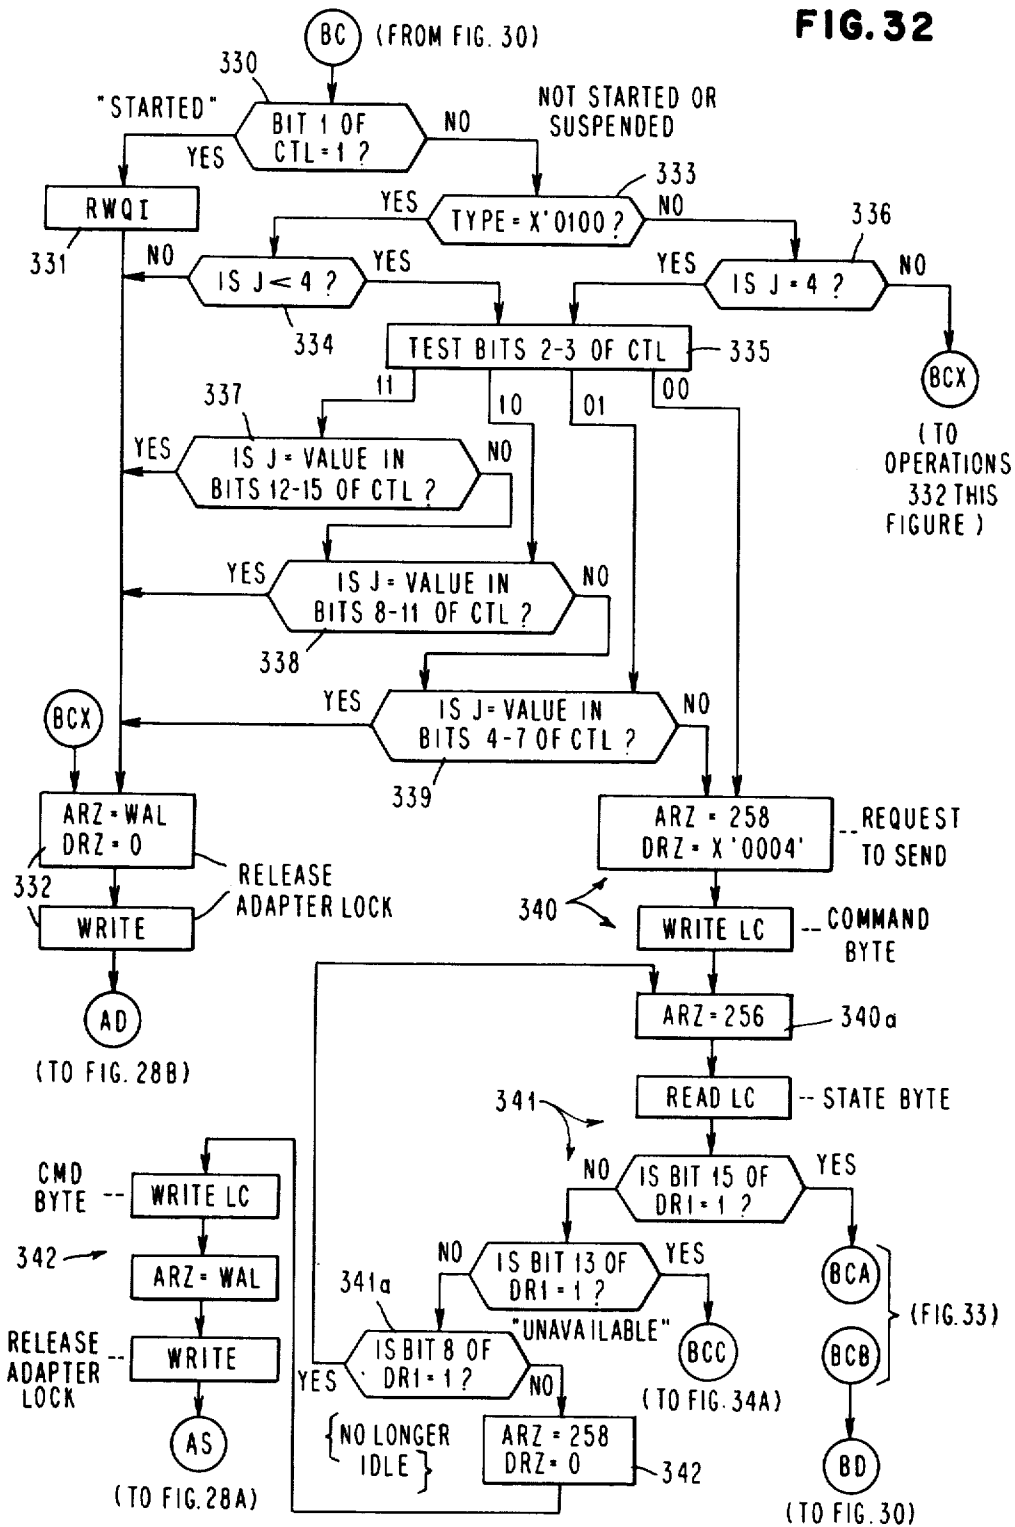 FIG. 32
BC
(FROM FIG. 30)
330
"STARTED"
BIT 1 OF
CTL = 1 ?
YES
NO
NOT STARTED OR
SUSPENDED
RWQI
331
333
YES
TYPE = X'0100 ?
NO
336
NO
IS J < 4 ?
YES
334
YES
IS J = 4 ?
NO
TEST BITS 2-3 OF CTL
335
BCX
(TO
OPERATIONS
332 THIS
FIGURE)
11
10
01
00
337
YES
IS J = VALUE IN
BITS 12-15 OF CTL ?
NO
YES
IS J = VALUE IN
BITS 8-11 OF CTL ?
NO
338
BCX
YES
IS J = VALUE IN
BITS 4-7 OF CTL ?
NO
339
ARZ = WAL
DRZ = 0
332
WRITE
RELEASE
ADAPTER LOCK
AD
(TO FIG. 28B)
ARZ = 258
DRZ = X'0004'
--REQUEST
TO SEND
340
WRITE LC
--COMMAND
BYTE
ARZ = 256
340a
READ LC
--STATE BYTE
341
NO
IS BIT 15 OF
DR1 = 1 ?
YES
CMD
BYTE --
WRITE LC
342
ARZ = WAL
RELEASE
ADAPTER --
LOCK
WRITE
AS
(TO FIG. 28A)
NO
IS BIT 13 OF
DR1 = 1 ?
YES
341a
"UNAVAILABLE"
IS BIT 8 OF
DR1 = 1 ?
YES
NO
BCC
(TO FIG. 34A)
BCA
BCB
(FIG. 33)
{NO LONGER
IDLE}
ARZ = 258
DRZ = 0
342
BD
(TO FIG. 30)